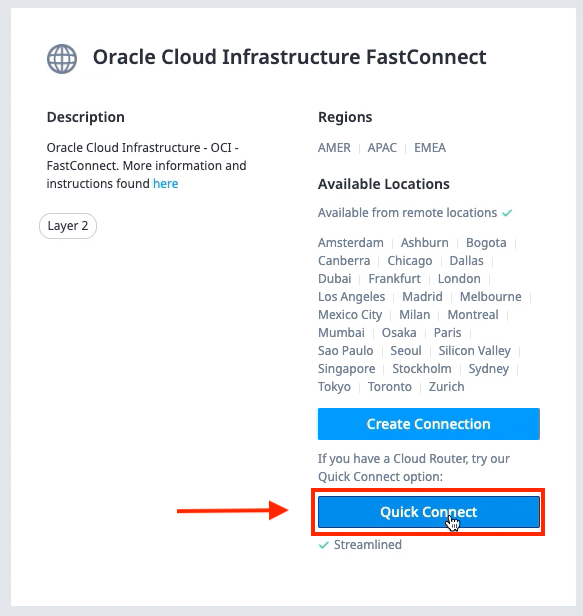 Oracle Cloud Infrastructure FastConnect
Description
Oracle Cloud Infrastructure - OCI -
FastConnect. More information and
instructions found here
Layer 2
Regions
AMER | APAC | EMEA
Available Locations
Available from remote locations
Amsterdam | Ashburn | Bogota |
Canberra | Chicago | Dallas |
Dubai | Frankfurt | London |
Los Angeles | Madrid | Melbourne |
Mexico City | Milan | Montreal |
Mumbai | Osaka | Paris |
Sao Paulo | Seoul | Silicon Valley |
Singapore | Stockholm | Sydney |
Tokyo | Toronto | Zurich
Create Connection
If you have a Cloud Router, try our
Quick Connect option:
Quick Connect
Streamlined